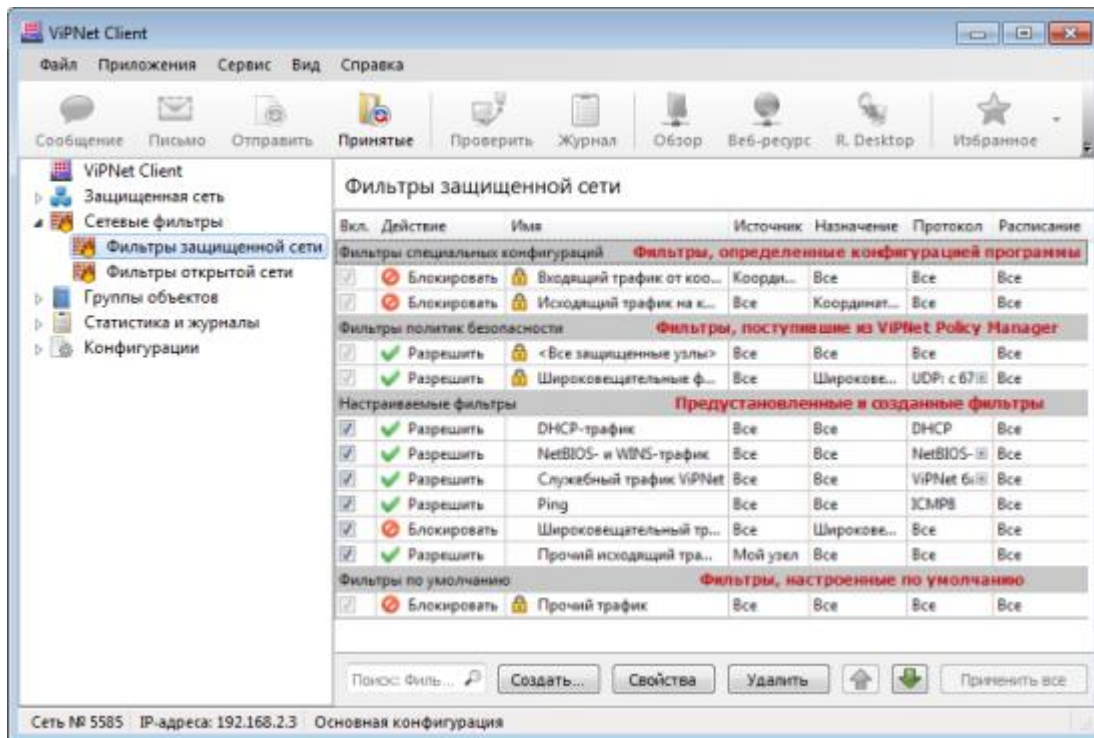 ViPNet Client
Файл Приложения Сервис Вид Справка
Сообщение Письмо Отправить Принятые Проверить Журнал Обзор Веб-ресурс R. Desktop Избранное
ViPNet Client
Защищенная сеть
Сетевые фильтры
Фильтры защищенной сети
Фильтры открытой сети
Группы объектов
Статистика и журналы
Конфигурации
Фильтры защищенной сети
Вкл. Действие Имя Источник Назначение Протокол Расписание
Фильтры специальных конфигураций Фильтры, определенные конфигурацией программы
Блокировать Входящий трафик от коо... Коорди... Все Все Все
Блокировать Исходящий трафик на к... Все Координат... Все Все
Фильтры политик безопасности Фильтры, поступившие из ViPNet Policy Manager
Разрешить <Все защищенные узлы> Все Все Все Все
Разрешить Широковещательные ф... Все Широкове... UDP: с 67 Все
Настраиваемые фильтры Предустановленные и созданные фильтры
Разрешить DHCP-трафик Все Все DHCP Все
Разрешить NetBIOS- и WINS-трафик Все Все NetBIOS- Все
Разрешить Служебный трафик ViPNet Все Все ViPNet Все
Разрешить Ping Все Все ICMP8 Все
Блокировать Широковещательный тр... Все Широкове... Все Все
Разрешить Прочий исходящий тра... Мой узел Все Все Все
Фильтры по умолчанию Фильтры, настроенные по умолчанию
Блокировать Прочий трафик Все Все Все Все
Поиск: Филь... Создать... Свойства Удалить Применить все
Сеть № 5585 IP-адреса: 192.168.2.3 Основная конфигурация